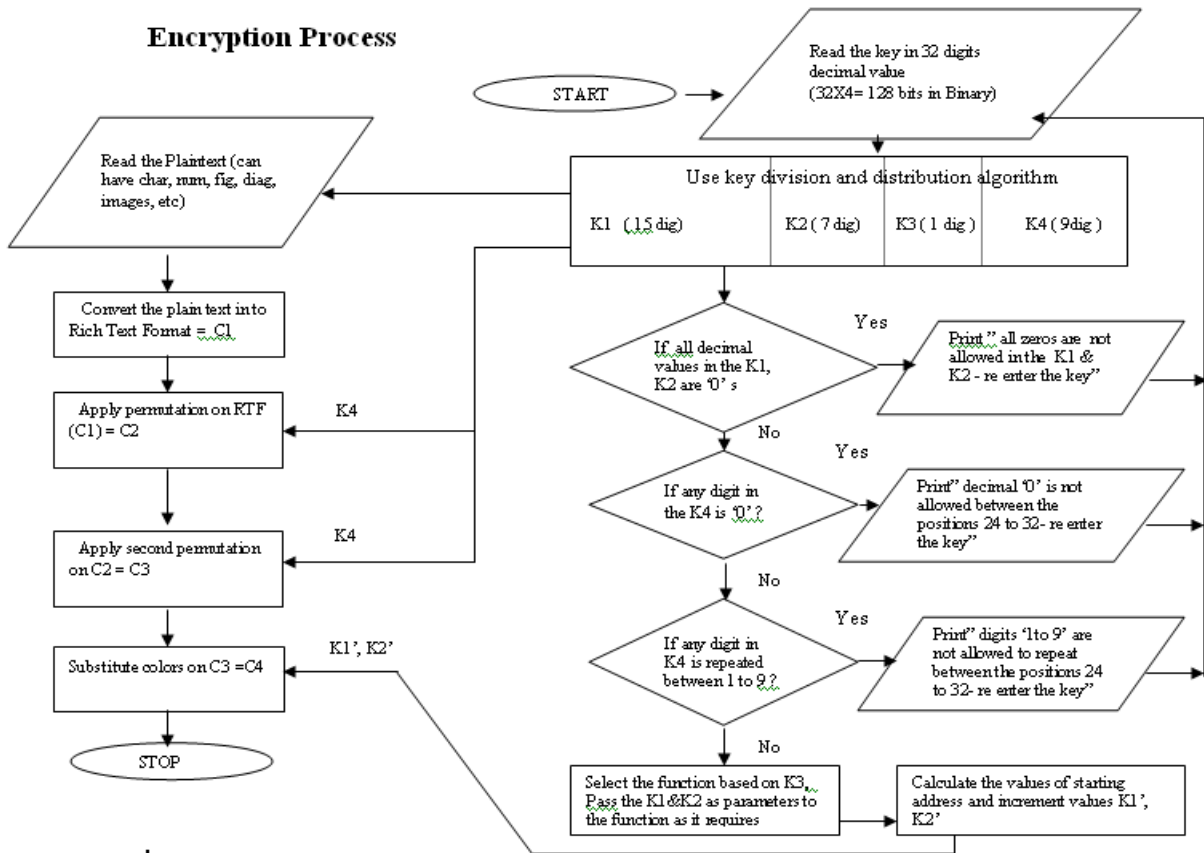 Encryption Process
START
Read the key in 32 digits
decimal value
(32X4= 128 bits in Binary)
Read the Plaintext (can
have char, num, fig, diag,
images, etc)
Use key division and distribution algorithm
K1 ( 15 dig)
K2 ( 7 dig)
K3 ( 1 dig )
K4 ( 9dig )
Convert the plain text in to
Rich Text Format = C1
Yes
If all decimal
values in the K1,
K2 are ‘0’ s
Print ” all zeros are not
allowed in the K1 &
K2 - re enter the key”
Apply permutation on RTF
(C1) = C2
K4
No
Yes
If any digit in
the K4 is ‘0’ ?
Print” decimal ‘0’ is not
allowed between the
positions 24 to 32- re enter
the key”
Apply second permutation
on C2 = C3
K4
No
Yes
If any digit in
K4 is repeated
between 1 to 9 ?
Print” digits ‘1to 9’ are
not allowed to repeat
between the positions 24
to 32- re enter the key”
Substitute colors on C3 =C4
K1’, K2’
STOP
No
Select the function based on K3,
Pass the K1&K2 as parameters to
the function as it requires
Calculate the values of starting
address and increment values K1’,
K2’